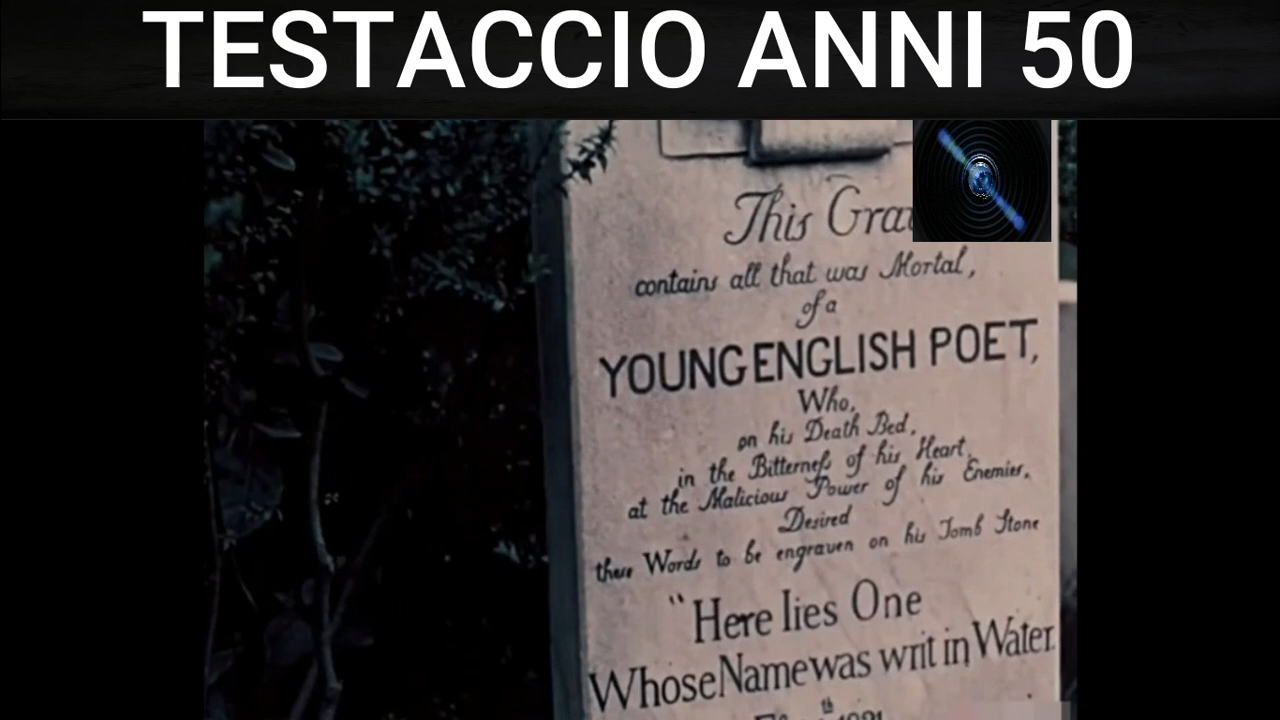 TESTACCIO ANNI 50
This
contains all that was Mortal,
of a
YOUNG ENGLISH POET,
Who,
on his Death Bed,
in the Bitterneſs of his Heart,
at the Malicious Power of his Enemies,
Desired
these Words to be engraven on his Tomb Stone
"Here lies One
Whose Name was writ in Water.